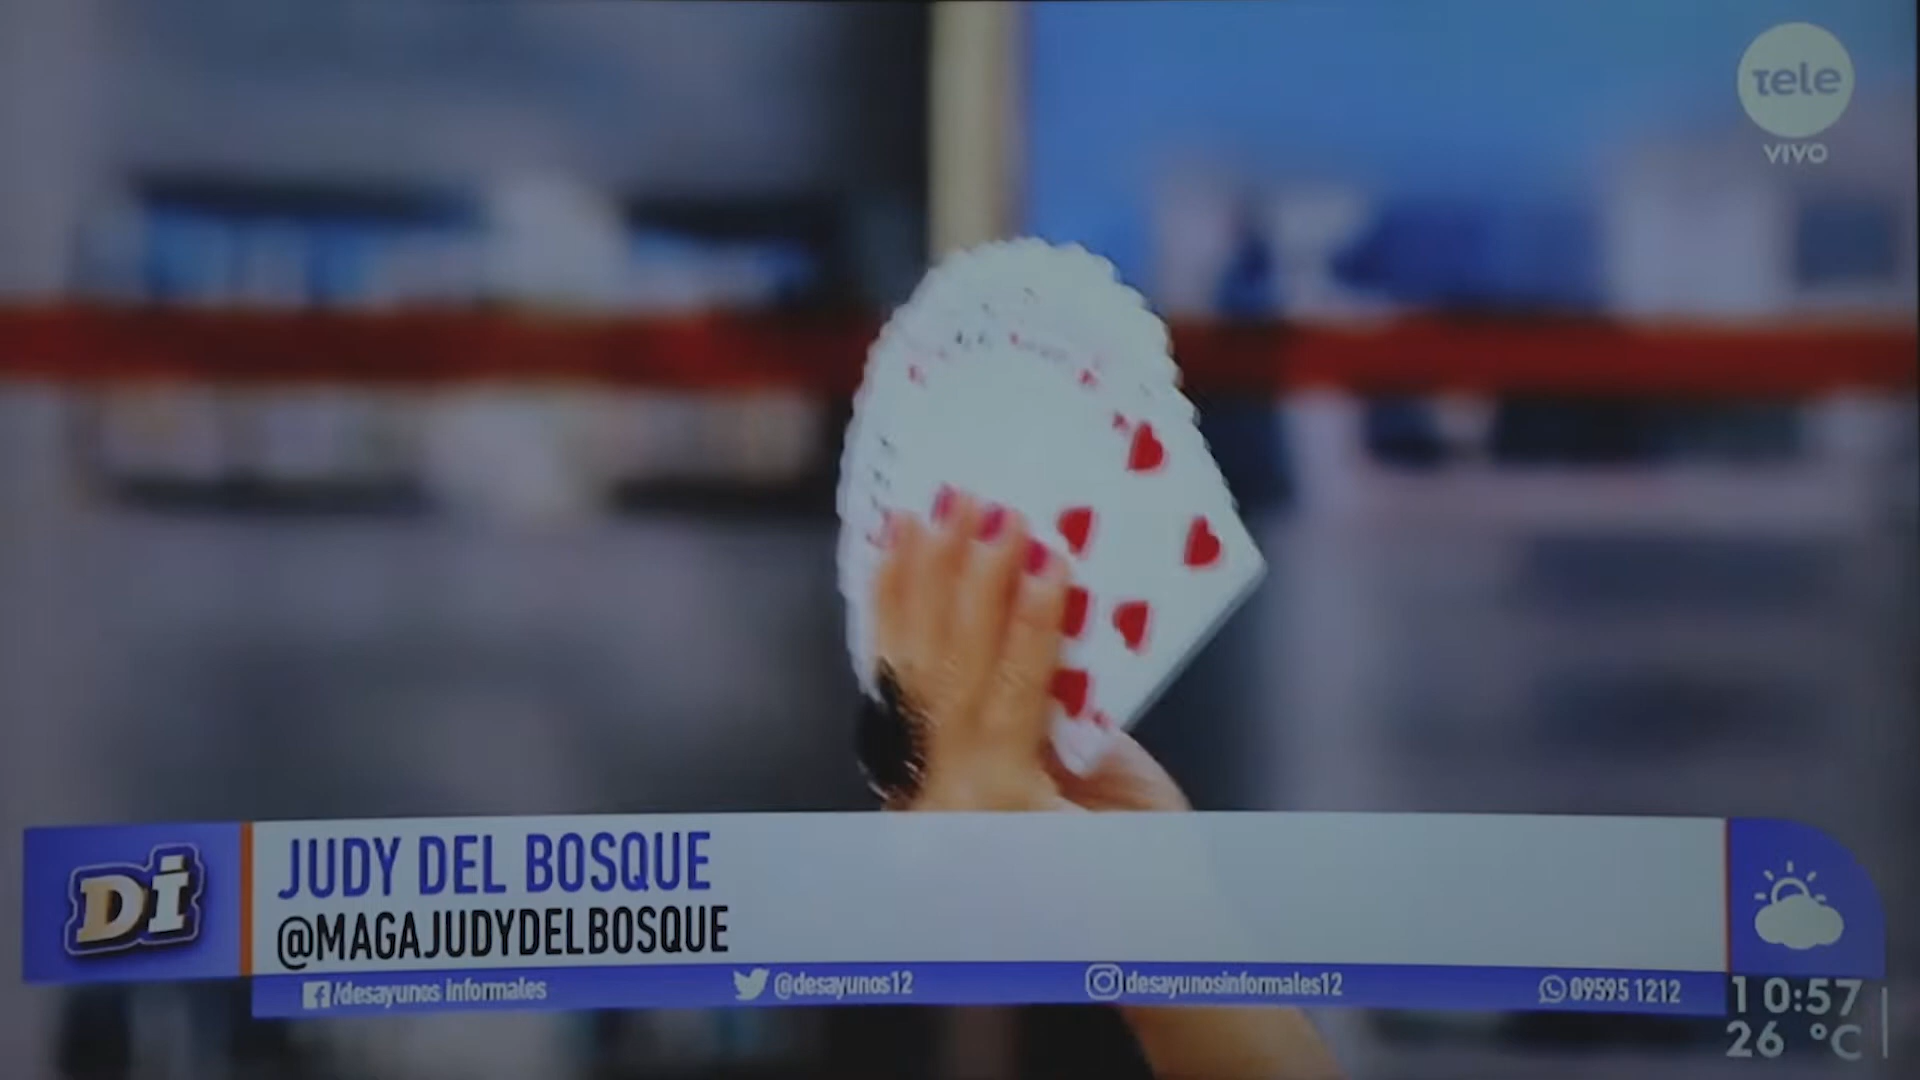 tele
VIVO
Di
JUDY DEL BOSQUE
@MAGAJUDYDELBOSQUE
/desayunos informales
@desayunos12
desayunosinformales12
09595 1212
10:57
26 °C